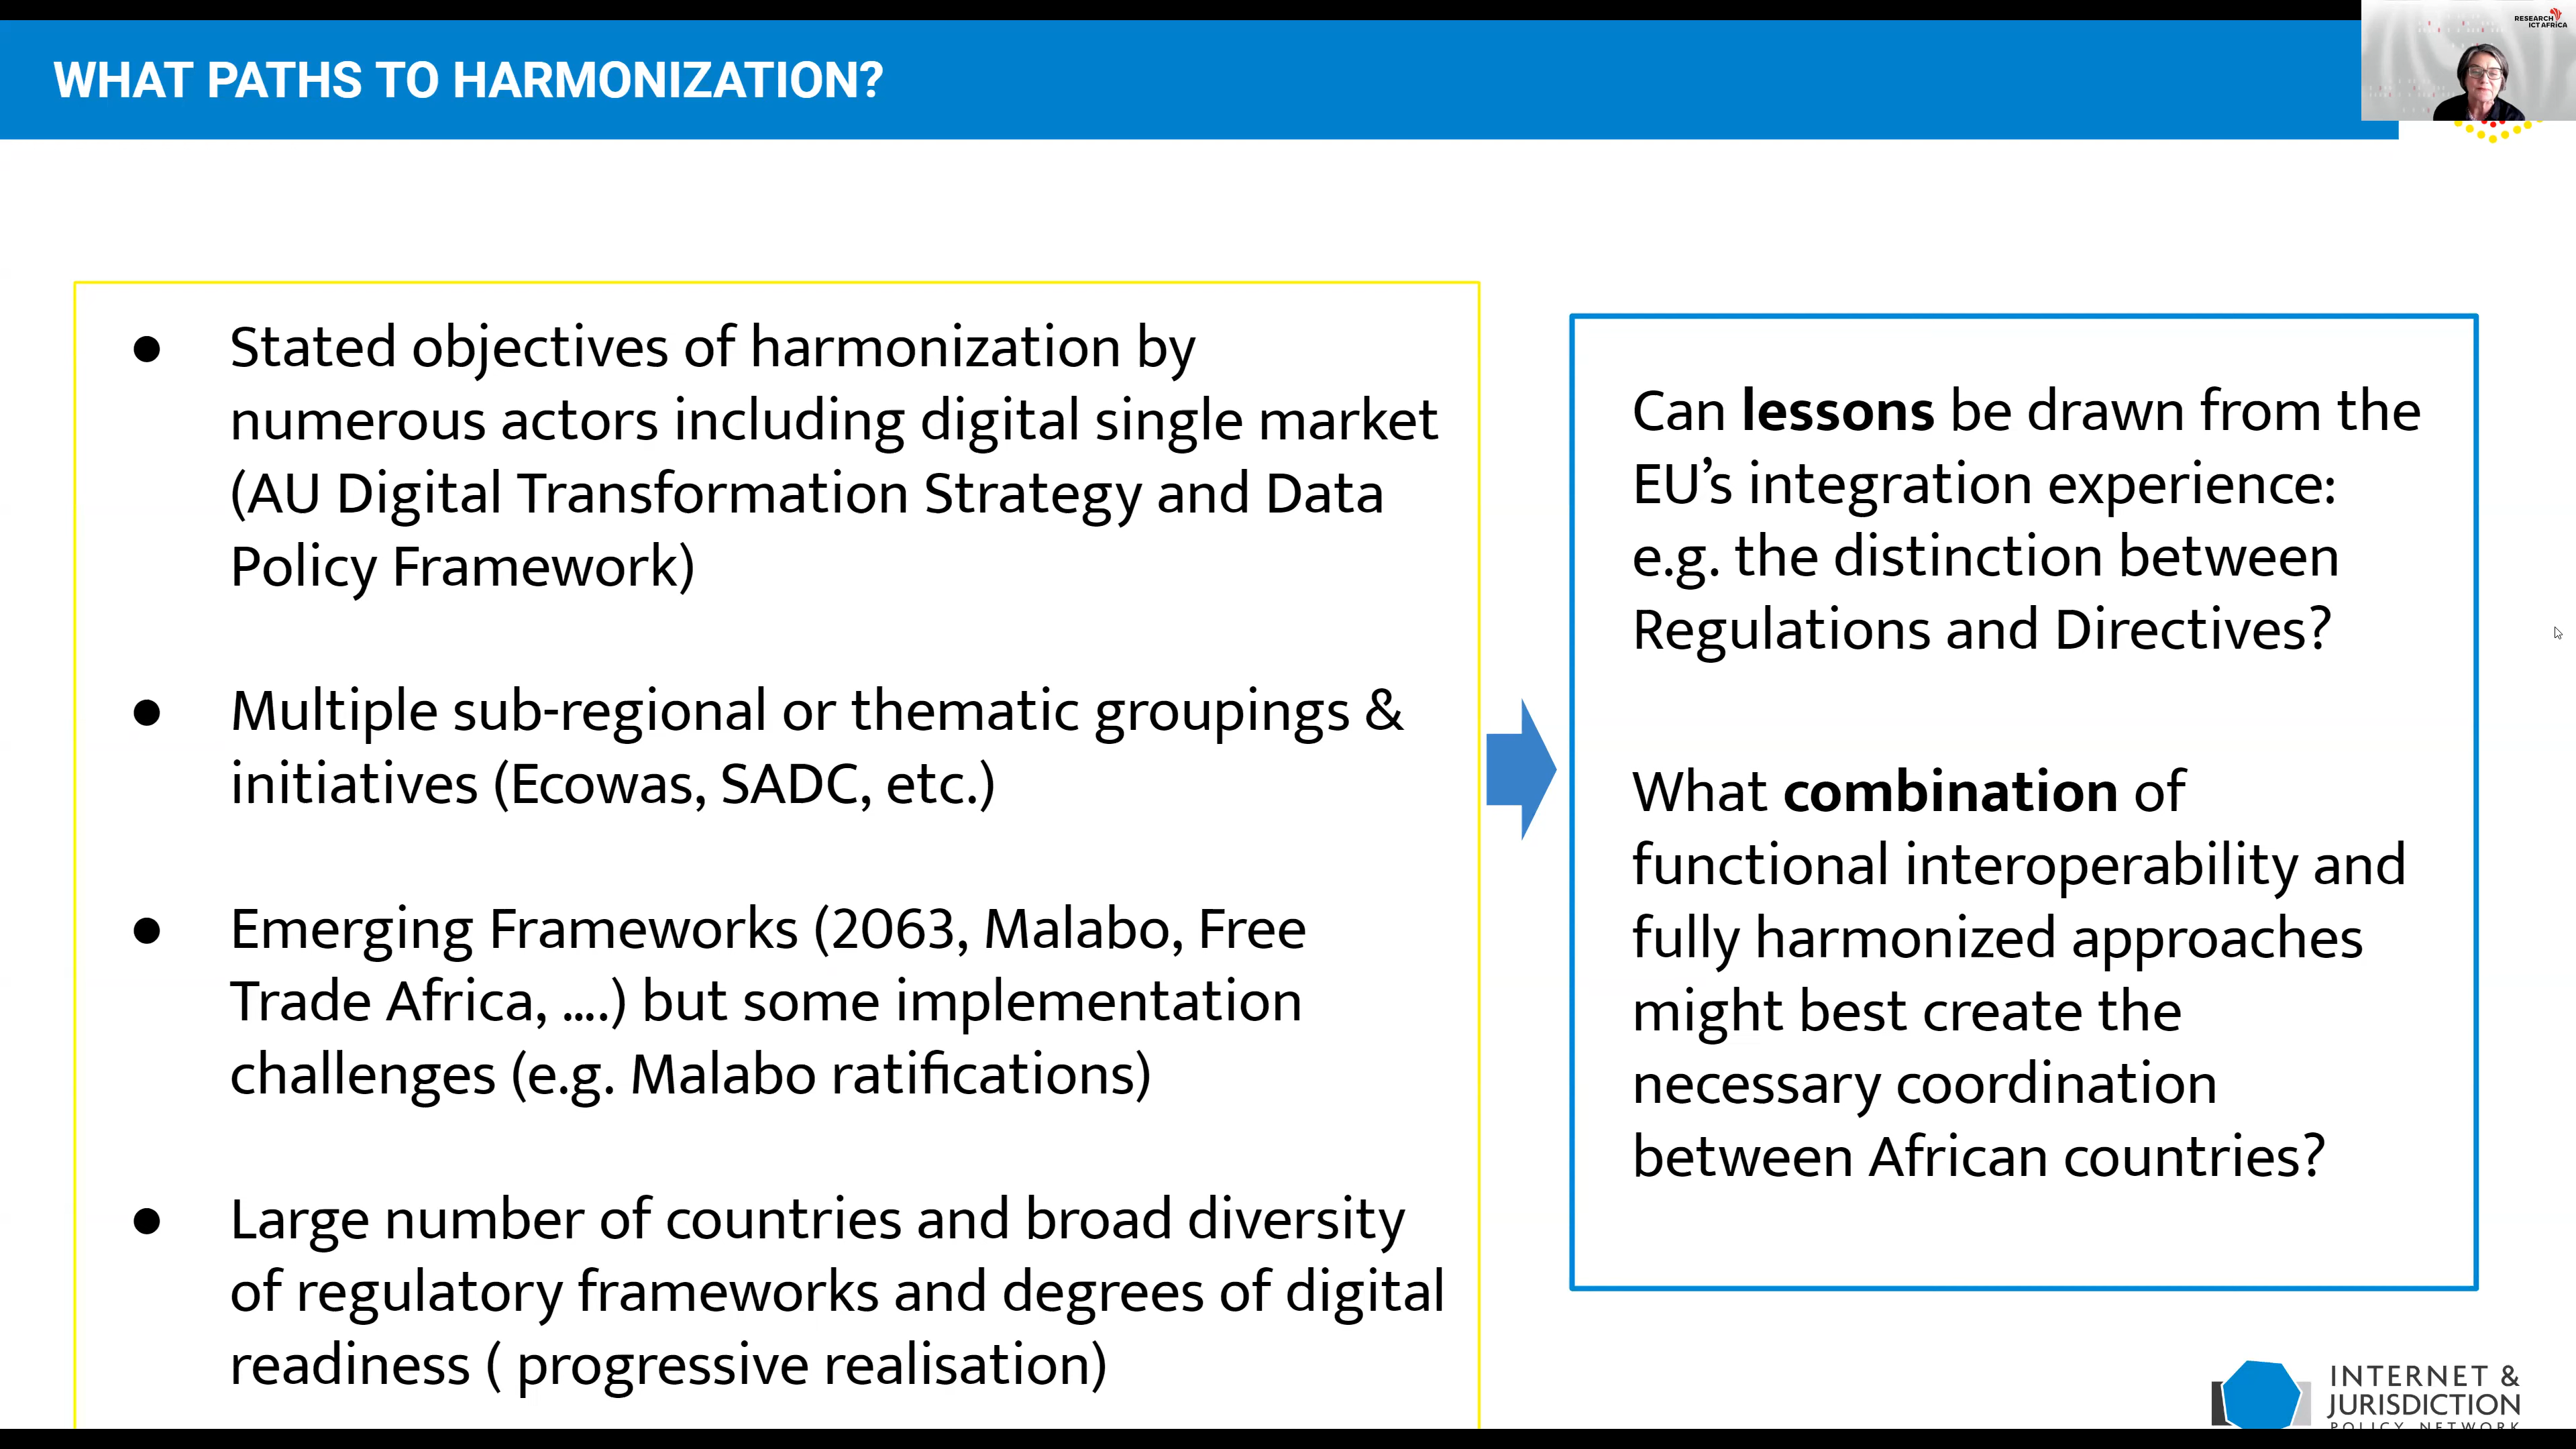 WHAT PATHS TO HARMONIZATION?
RESEARCH
ICT AFRICA
● Stated objectives of harmonization by
numerous actors including digital single market
(AU Digital Transformation Strategy and Data
Policy Framework)
● Multiple sub-regional or thematic groupings &
initiatives (Ecowas, SADC, etc.)
● Emerging Frameworks (2063, Malabo, Free
Trade Africa, ….) but some implementation
challenges (e.g. Malabo ratifications)
● Large number of countries and broad diversity
of regulatory frameworks and degrees of digital
readiness ( progressive realisation)
Can lessons be drawn from the
EU’s integration experience:
e.g. the distinction between
Regulations and Directives?
What combination of
functional interoperability and
fully harmonized approaches
might best create the
necessary coordination
between African countries?
INTERNET &
JURISDICTION
POLICY NETWORK